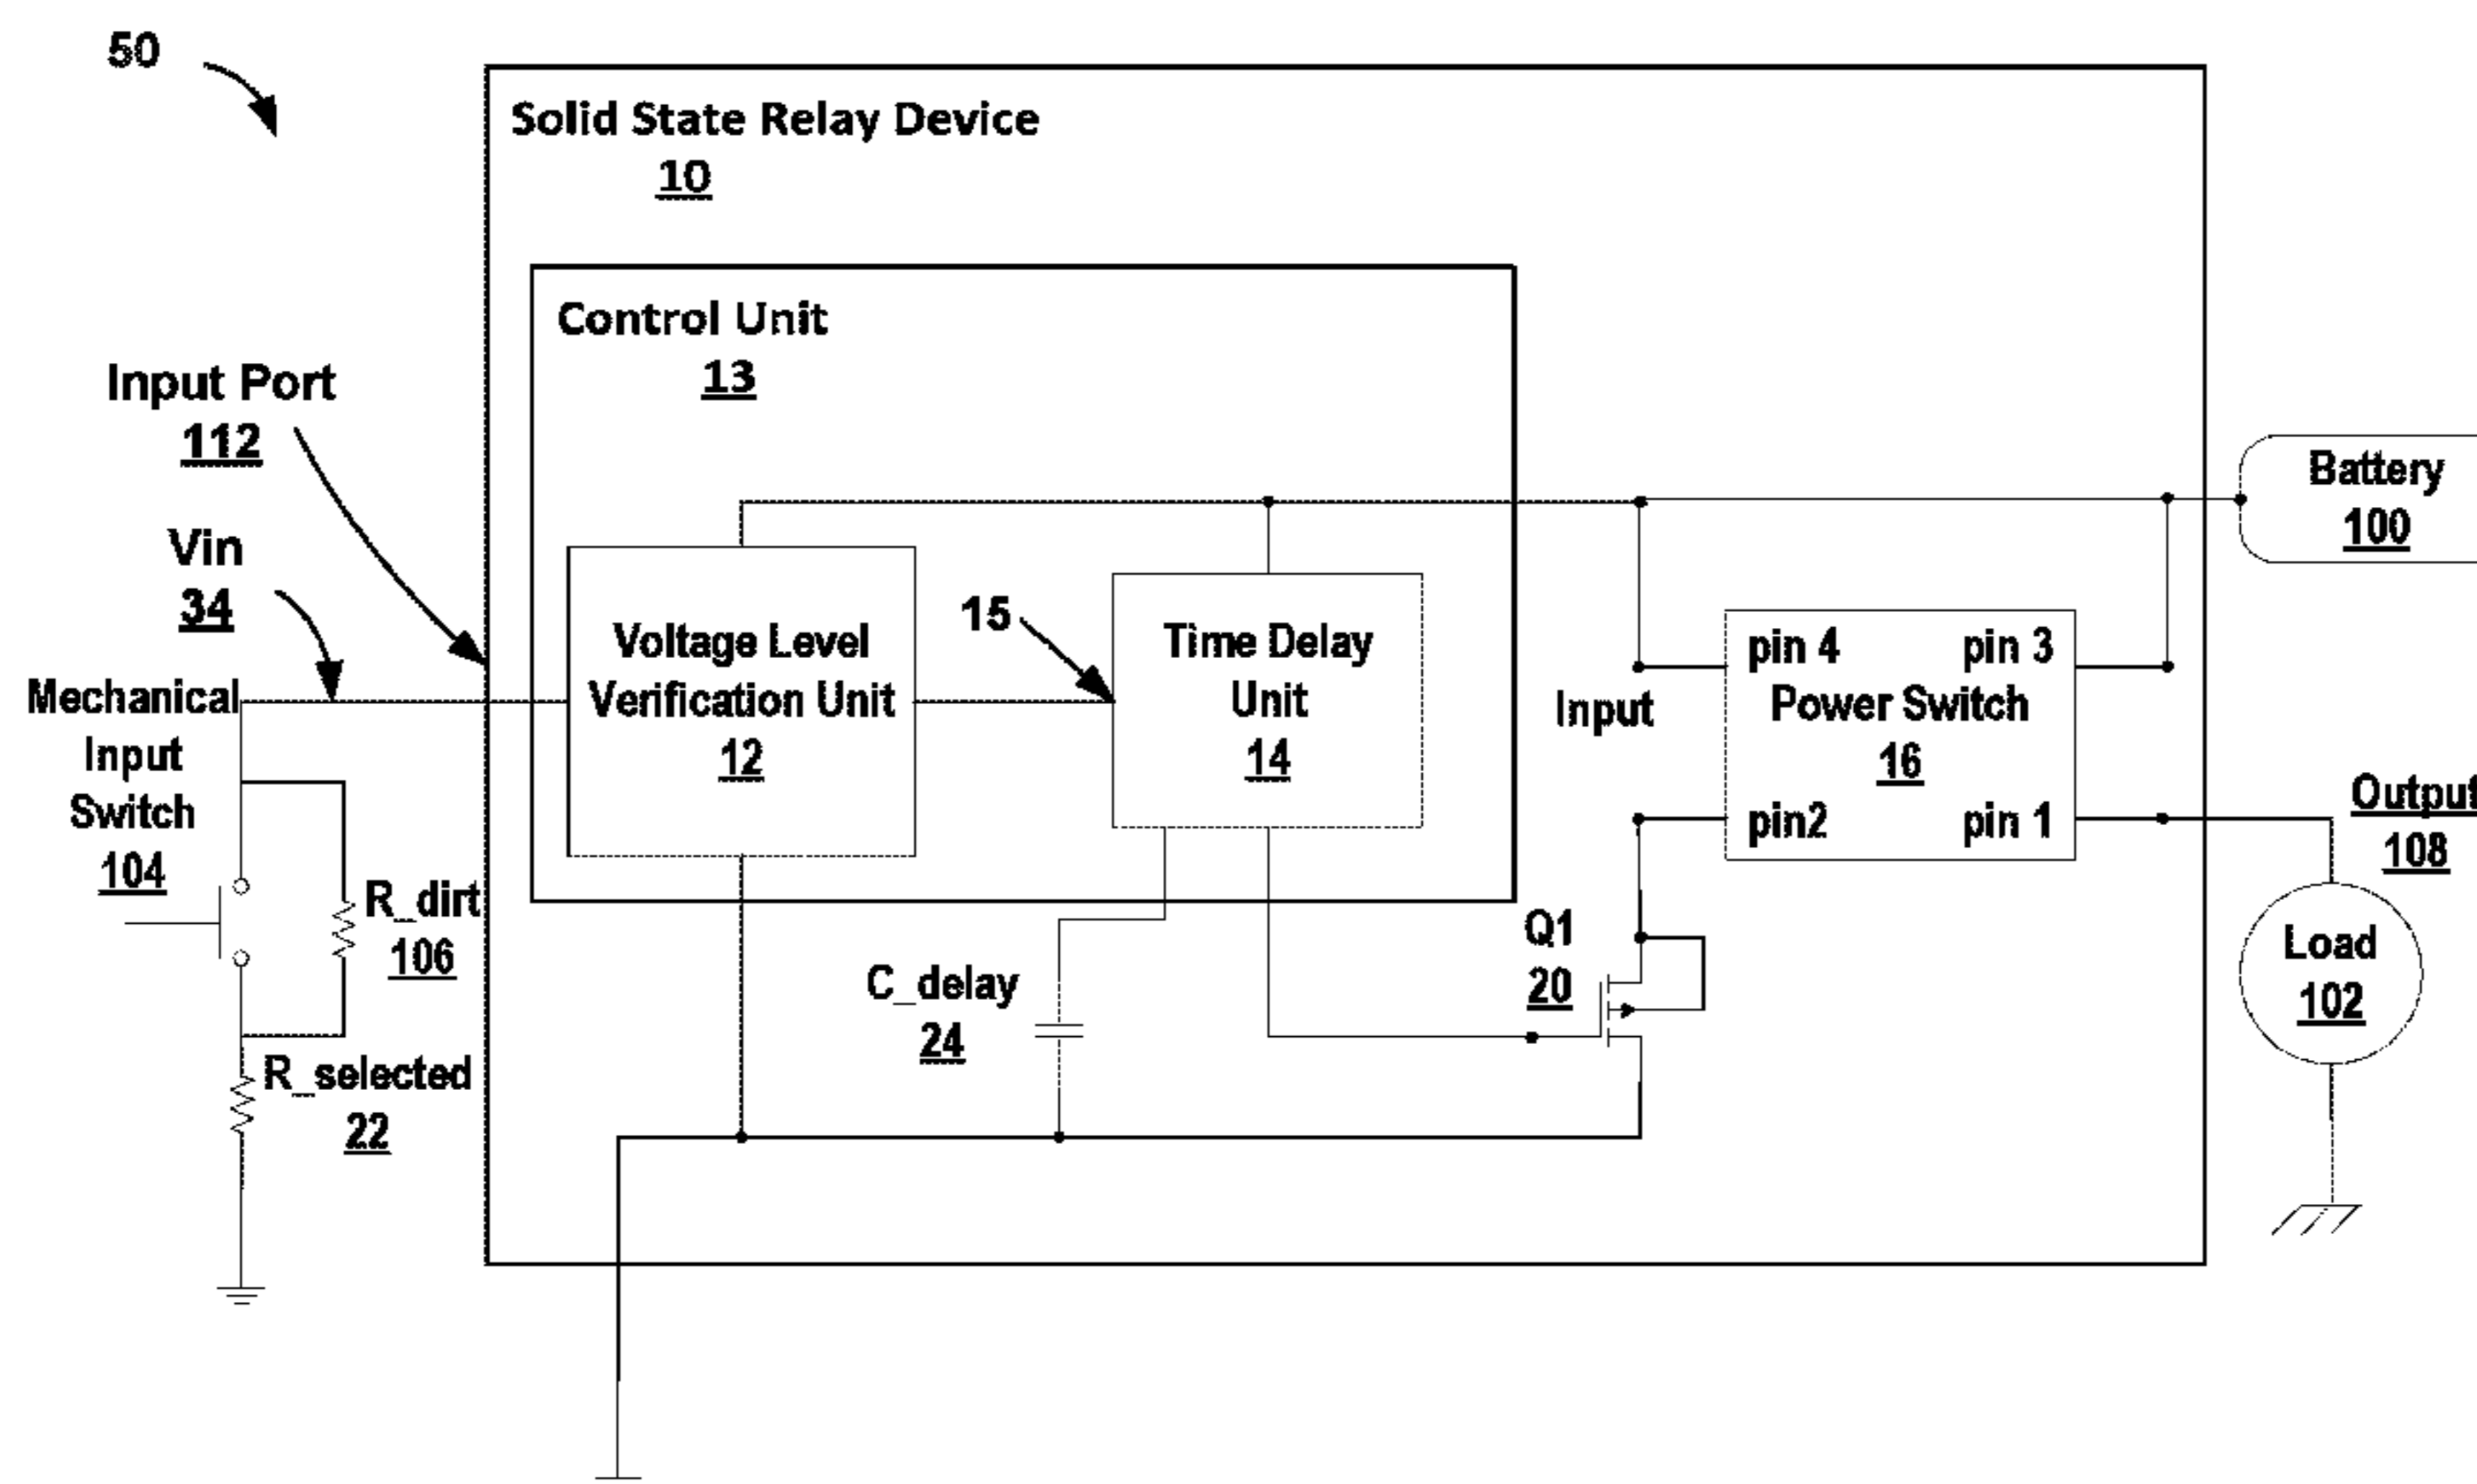 50
Solid State Relay Device
10
Control Unit
13
Input Port
112
Vin
34
Mechanical
Input
Switch
104
R_dirt
106
R_selected
22
Voltage Level
Verification Unit
12
15
Time Delay
Unit
14
C_delay
24
Q1
20
Input
pin 4
pin 3
Power Switch
16
pin2
pin 1
Battery
100
Output
108
Load
102